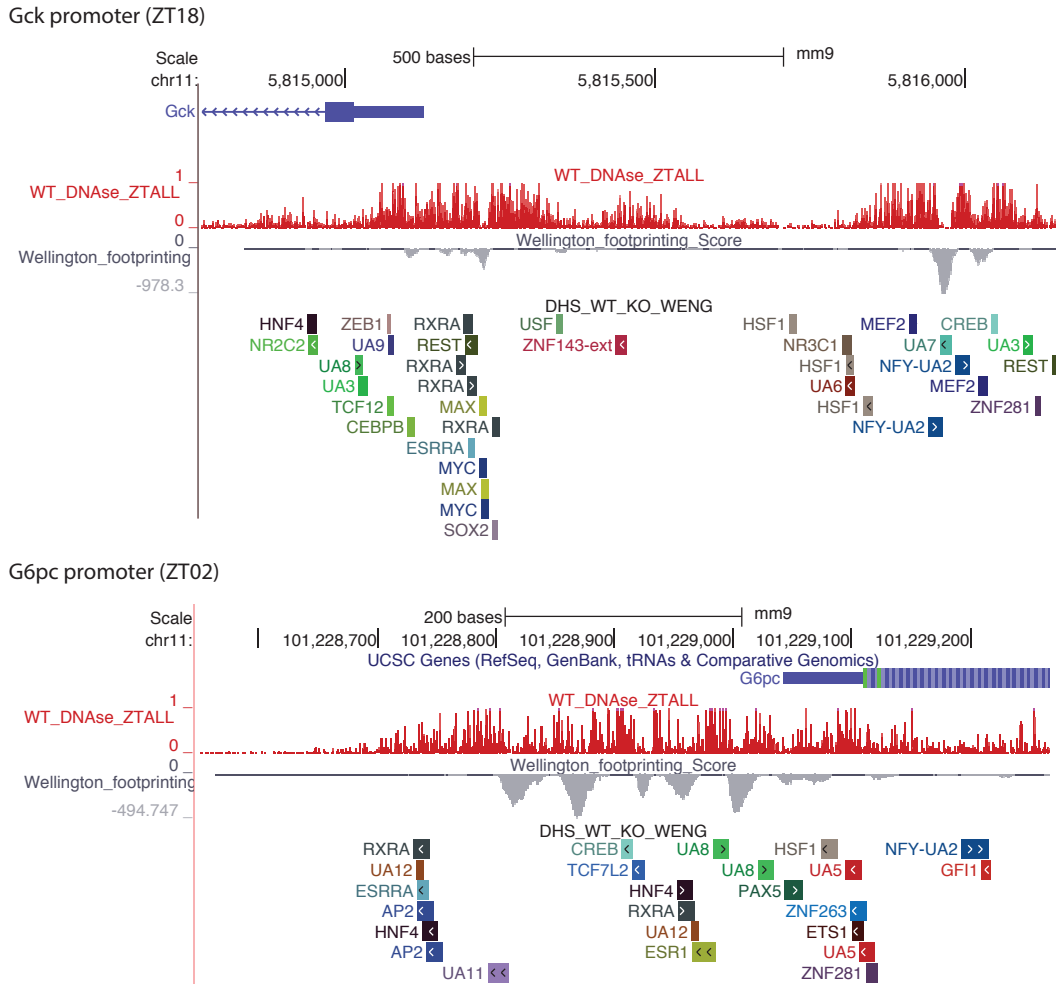 Gck promoter (ZT18)
Scale 500 bases mm9
chr11: 5,815,000 5,815,500 5,816,000
Gck
WT_DNAse_ZTALL
1
WT_DNAse_ZTALL
0
Wellington_footprinting_Score
0
Wellington_footprinting
-978.3
DHS_WT_KO_WENG
HNF4 ZEB1 RXRA USF HSF1 MEF2 CREB
NR2C2 UA9 REST ZNF143-ext NR3C1 UA7 UA3
UA8 RXRA HSF1 NFY-UA2 REST
UA3 RXRA UA6 MEF2
TCF12 MAX HSF1 ZNF281
CEBPB RXRA NFY-UA2
ESRRA
MYC
MAX
MYC
SOX2
G6pc promoter (ZT02)
Scale 200 bases mm9
chr11: 101,228,700 101,228,800 101,228,900 101,229,000 101,229,100 101,229,200
UCSC Genes (RefSeq, GenBank, tRNAs & Comparative Genomics)
G6pc
WT_DNAse_ZTALL
1
WT_DNAse_ZTALL
0
Wellington_footprinting_Score
0
Wellington_footprinting
-494.747
DHS_WT_KO_WENG
RXRA CREB UA8 HSF1 NFY-UA2
UA12 TCF7L2 UA8 UA5 GFI1
ESRRA HNF4 PAX5
AP2 RXRA ZNF263
HNF4 UA12 ETS1
AP2 ESR1 UA5
UA11 ZNF281